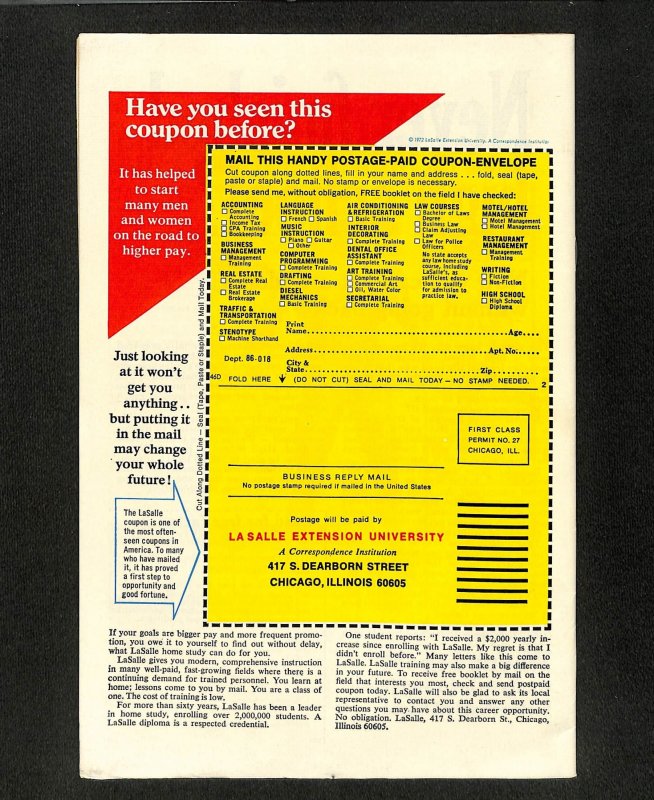 Have you seen this
coupon before?
© 1972 LaSalle Extension University, A Correspondence Institution
It has helped
to start
many men
and women
on the road to
higher pay.
MAIL THIS HANDY POSTAGE-PAID COUPON-ENVELOPE
Cut coupon along dotted lines, fill in your name and address . . . fold, seal (tape,
paste or staple) and mail. No stamp or envelope is necessary.
Please send me, without obligation, FREE booklet on the field I have checked:
ACCOUNTING
Complete
Accounting
Income Tax
CPA Training
Bookkeeping
BUSINESS
MANAGEMENT
Management
Training
REAL ESTATE
Complete Real
Estate
Real Estate
Brokerage
TRAFFIC &
TRANSPORTATION
Complete Training
STENOTYPE
Machine Shorthand
LANGUAGE
INSTRUCTION
French Spanish
MUSIC
INSTRUCTION
Piano Guitar
Other
COMPUTER
PROGRAMMING
Complete Training
DRAFTING
Complete Training
DIESEL
MECHANICS
Basic Training
AIR CONDITIONING
& REFRIGERATION
Basic Training
INTERIOR
DECORATING
Complete Training
DENTAL OFFICE
ASSISTANT
Complete Training
ART TRAINING
Complete Training
Commercial Art
Oil, Water Color
SECRETARIAL
Complete Training
LAW COURSES
Bachelor of Laws
Degree
Business Law
Claim Adjusting
Law
Law for Police
Officers
No state accepts
any law home study
course, including
LaSalle's, as
sufficient educa-
tion to qualify
for admission to
practice law.
MOTEL/HOTEL
MANAGEMENT
Motel Management
Hotel Management
RESTAURANT
MANAGEMENT
Management
Training
WRITING
Fiction
Non-Fiction
HIGH SCHOOL
High School
Diploma
Print
Name Age
Address Apt. No.
Dept. 86-018
City &
State Zip
46D FOLD HERE (DO NOT CUT) SEAL AND MAIL TODAY – NO STAMP NEEDED. 2
Cut Along Dotted Line — Seal (Tape, Paste or Staple) and Mail Today.
Just looking
at it won't
get you
anything . .
but putting it
in the mail
may change
your whole
future!
The LaSalle
coupon is one of
the most often-
seen coupons in
America. To many
who have mailed
it, it has proved
a first step to
opportunity and
good fortune.
FIRST CLASS
PERMIT NO. 27
CHICAGO, ILL.
BUSINESS REPLY MAIL
No postage stamp required if mailed in the United States
Postage will be paid by
LA SALLE EXTENSION UNIVERSITY
A Correspondence Institution
417 S. DEARBORN STREET
CHICAGO, ILLINOIS 60605
If your goals are bigger pay and more frequent promo-
tion, you owe it to yourself to find out without delay,
what LaSalle home study can do for you.
LaSalle gives you modern, comprehensive instruction
in many well-paid, fast-growing fields where there is a
continuing demand for trained personnel. You learn at
home; lessons come to you by mail. You are a class of
one. The cost of training is low.
For more than sixty years, LaSalle has been a leader
in home study, enrolling over 2,000,000 students. A
LaSalle diploma is a respected credential.
One student reports: "I received a $2,000 yearly in-
crease since enrolling with LaSalle. My regret is that I
didn't enroll before." Many letters like this come to
LaSalle. LaSalle training may also make a big difference
in your future. To receive free booklet by mail on the
field that interests you most, check and send postpaid
coupon today. LaSalle will also be glad to ask its local
representative to contact you and answer any other
questions you may have about this career opportunity.
No obligation. LaSalle, 417 S. Dearborn St., Chicago,
Illinois 60605.